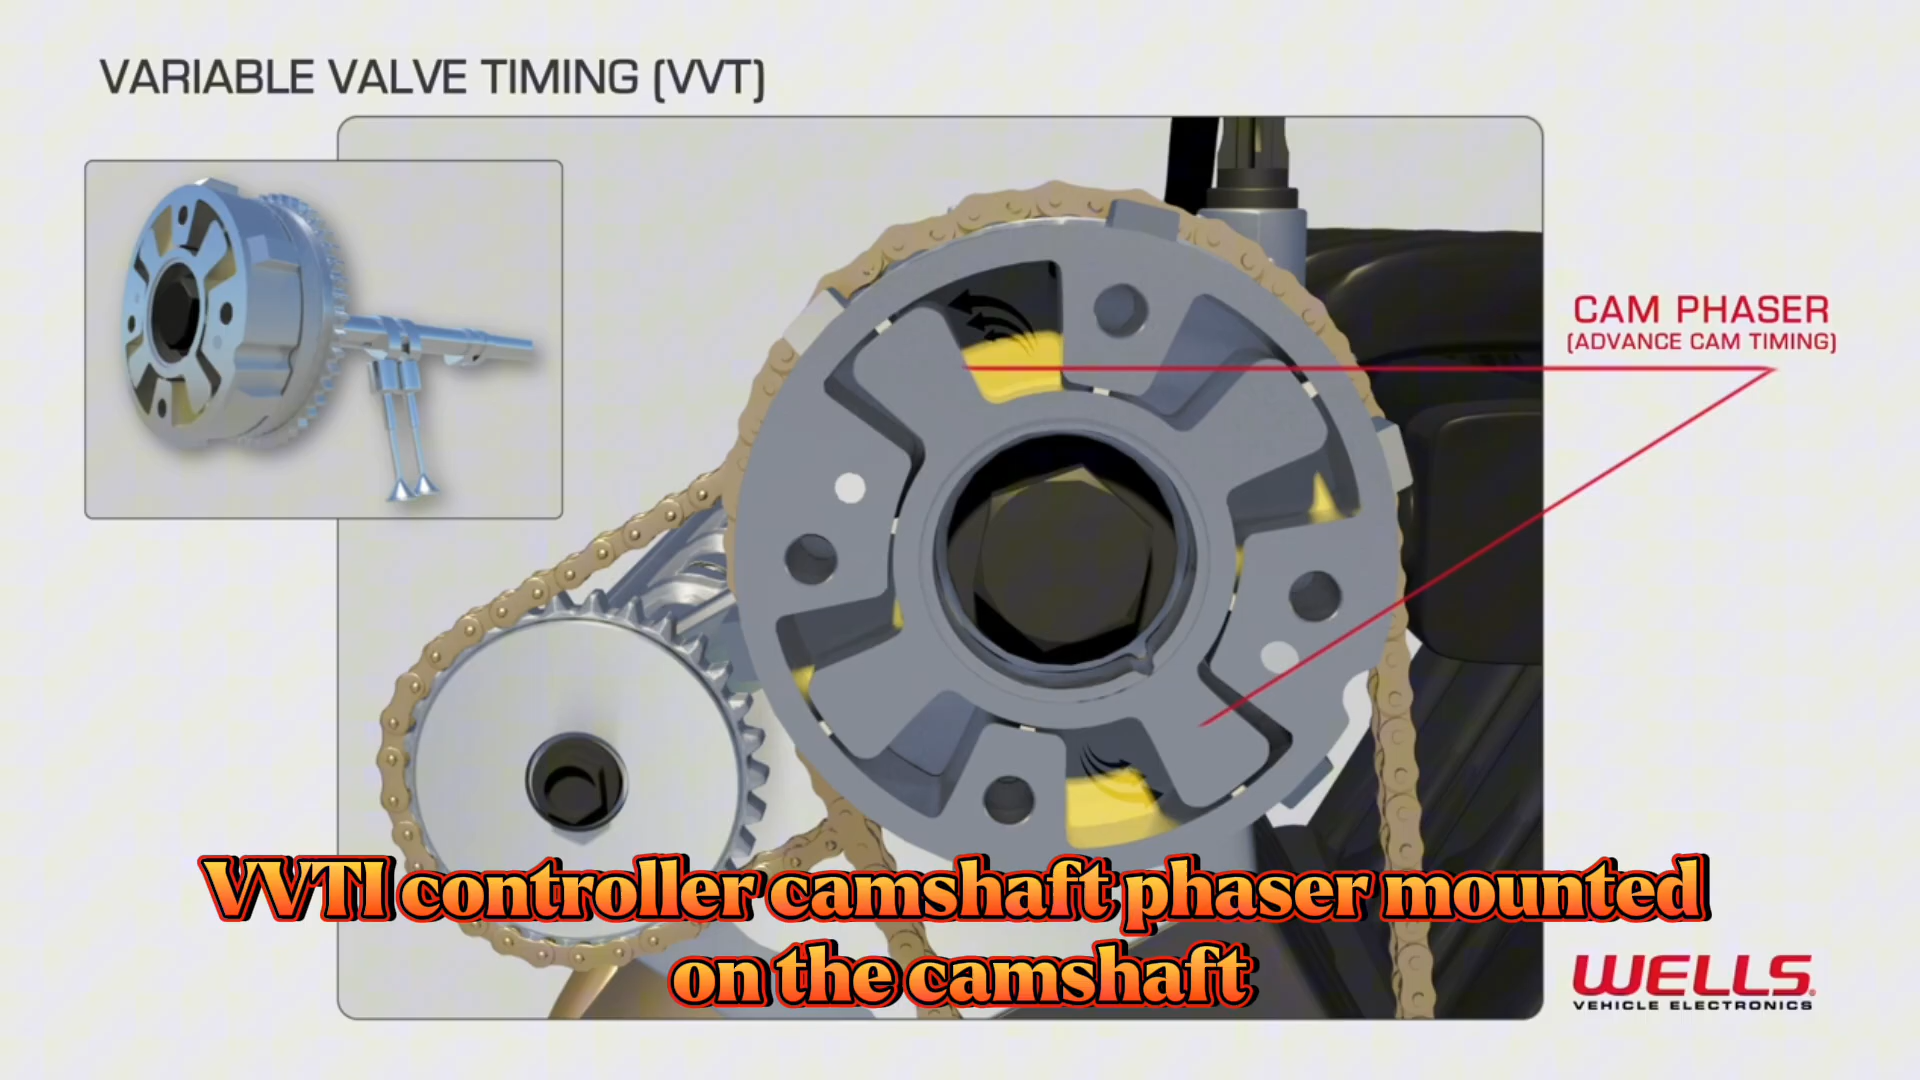 VARIABLE VALVE TIMING (VVT)
CAM PHASER
(ADVANCE CAM TIMING)
VVTI controller camshaft phaser mounted
on the camshaft
WELLS
VEHICLE ELECTRONICS